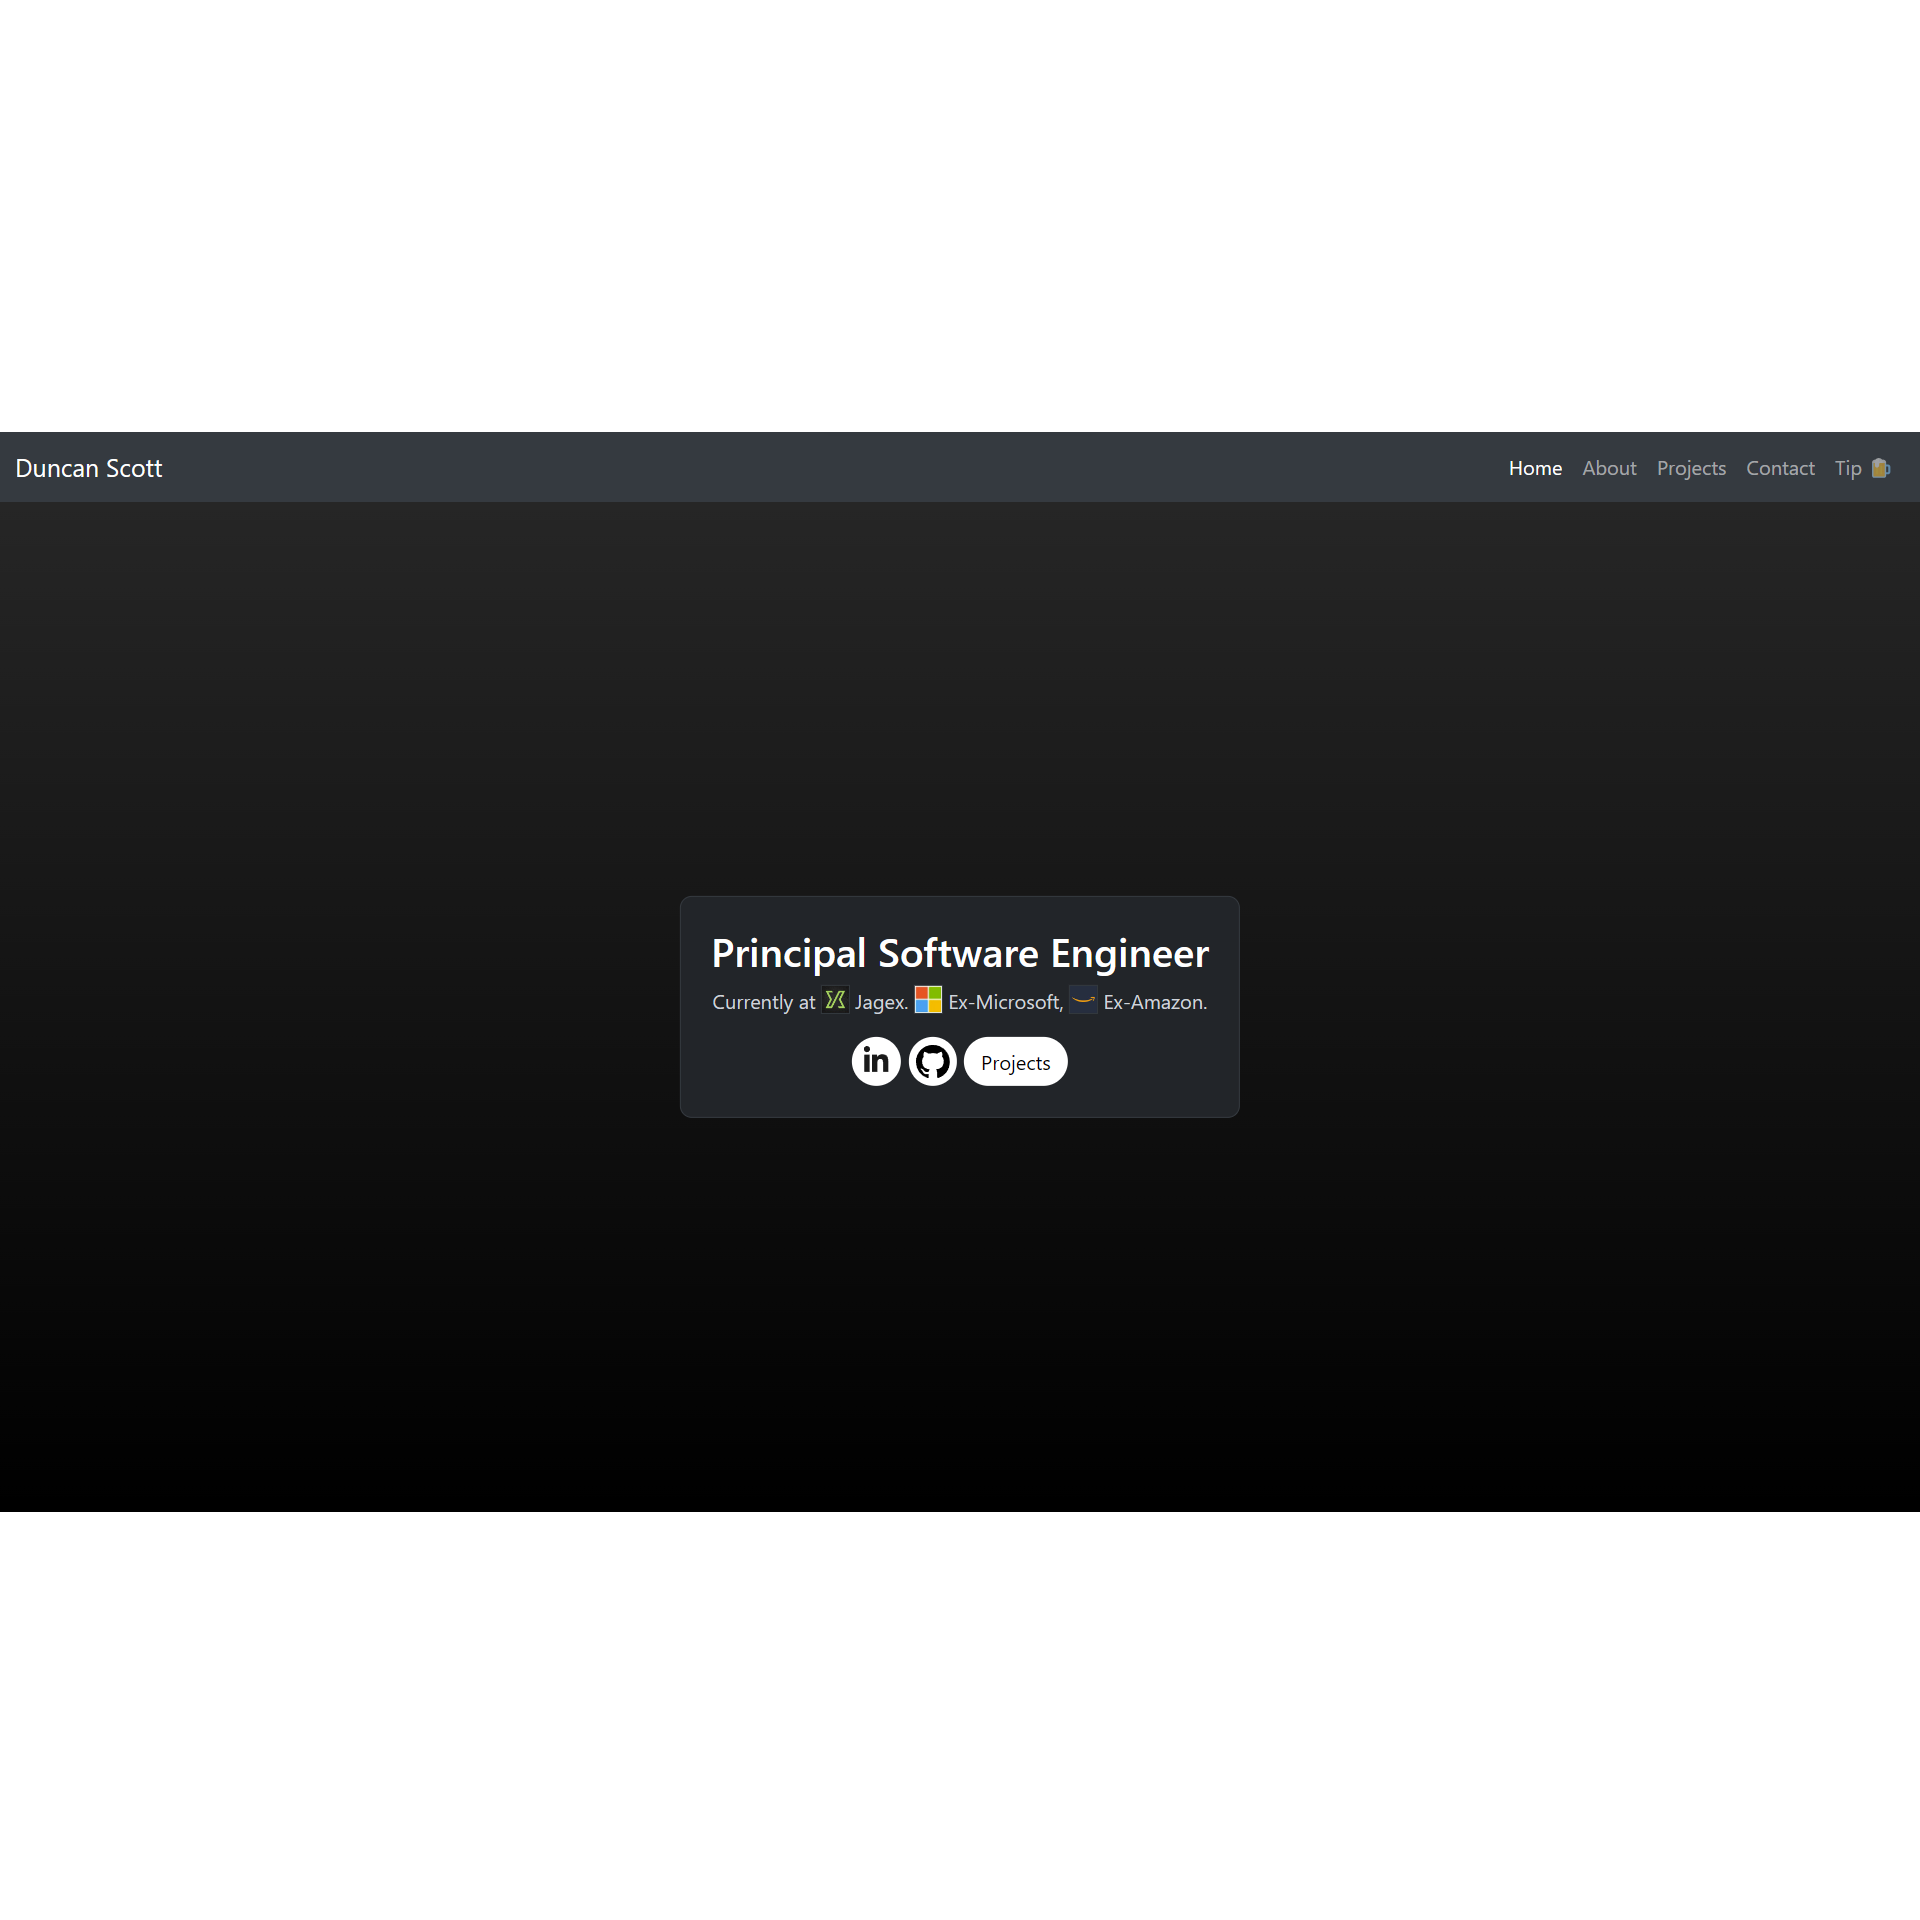 Duncan Scott
Home About Projects Contact Tip 🍺
Principal Software Engineer
Currently at Jagex. Ex-Microsoft, Ex-Amazon.
in Projects